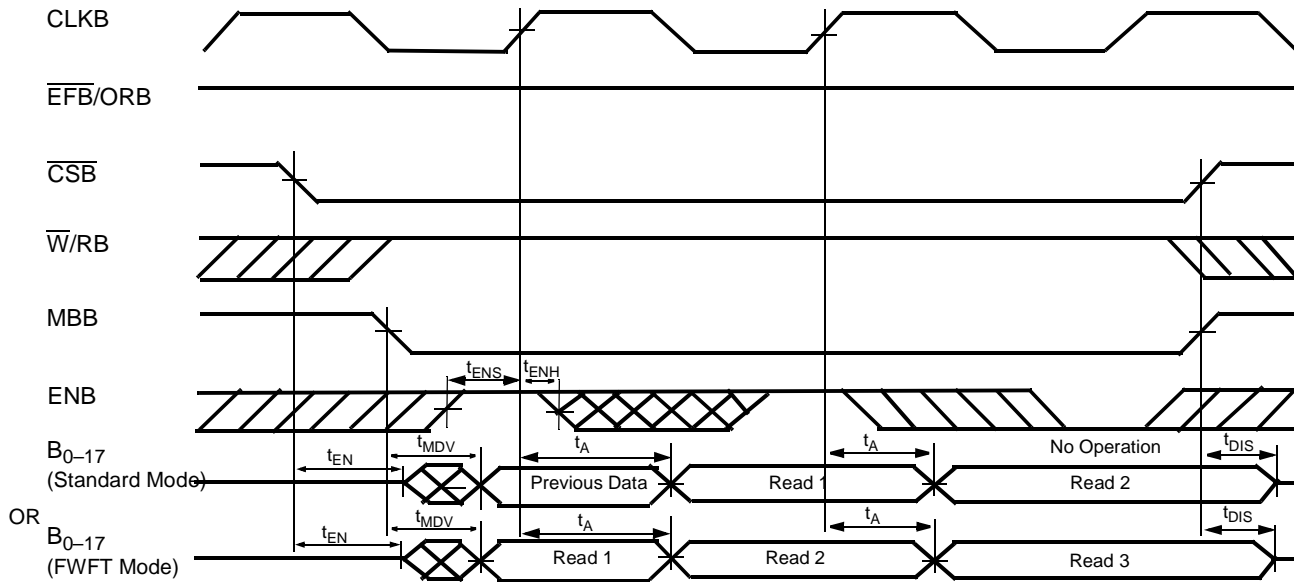 CLKB
EFB/ORB
CSB
W/RB
MBB
tENS tENH
ENB
tMDV tA tA No Operation tDIS
B0–17
(Standard Mode) tEN Previous Data Read 1 Read 2
OR
tMDV tA tA tDIS
B0–17
(FWFT Mode) tEN Read 1 Read 2 Read 3